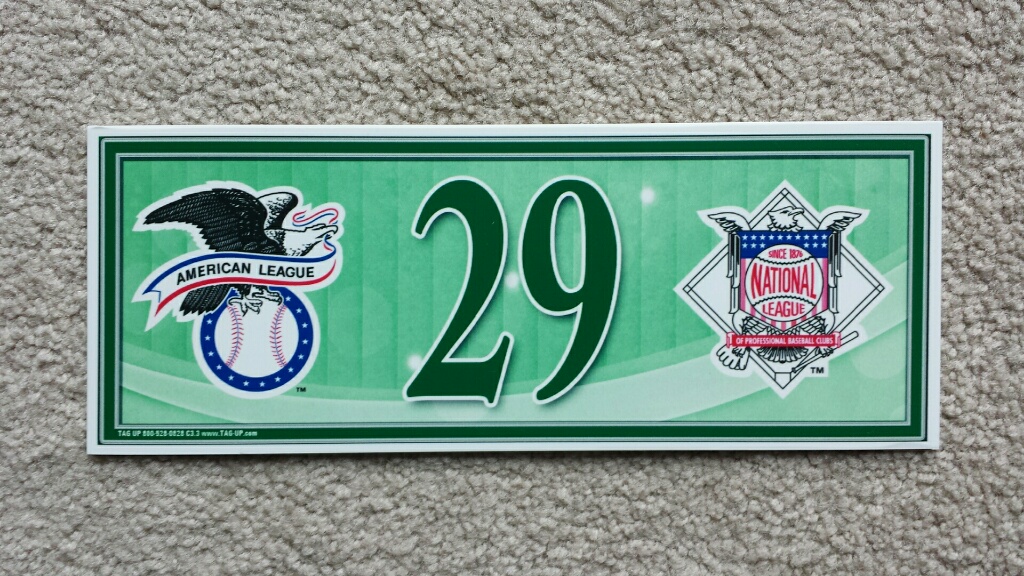 AMERICAN LEAGUE
TM
29
SINCE 1876
NATIONAL
LEAGUE
OF PROFESSIONAL BASEBALL CLUBS
TM
TAG UP 800-928-0828 C3.3 www.TAG-UP.com